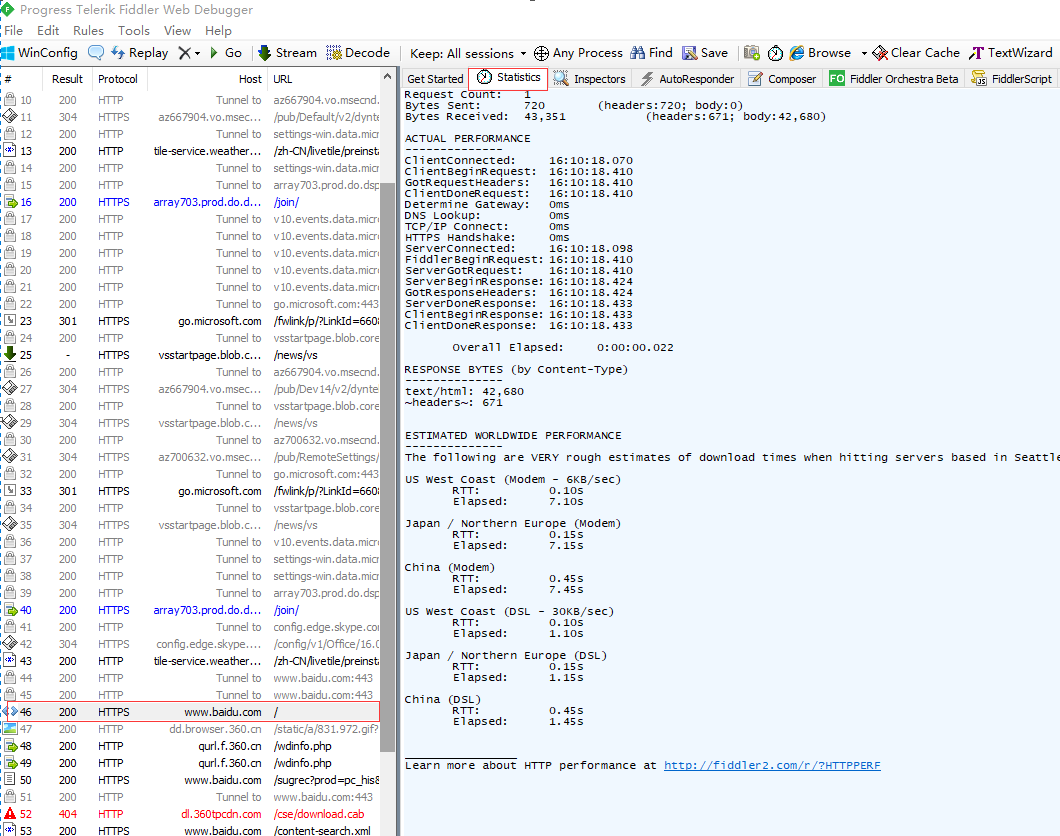 Progress Telerik Fiddler Web Debugger
File Edit Rules Tools View Help
WinConfig Replay Go Stream Decode Keep: All sessions Any Process Find Save Browse Clear Cache TextWizard
# Result Protocol Host URL
10 200 HTTP Tunnel to az667904.vo.msecnd.
11 304 HTTPS az667904.vo.msec... /pub/Default/v2/dynte
12 200 HTTP Tunnel to settings-win.data.micr
13 200 HTTP tile-service.weather... /zh-CN/livetile/preinsta
14 200 HTTP Tunnel to settings-win.data.micr
15 200 HTTP Tunnel to array703.prod.do.dsp
16 200 HTTPS array703.prod.do.d... /join/
17 200 HTTP Tunnel to v10.events.data.micr
18 200 HTTP Tunnel to v10.events.data.micr
19 200 HTTP Tunnel to v10.events.data.micr
20 200 HTTP Tunnel to v10.events.data.micr
21 200 HTTP Tunnel to v10.events.data.micr
22 200 HTTP Tunnel to go.microsoft.com:443
23 301 HTTPS go.microsoft.com /fwlink/p/?LinkId=6608
24 200 HTTP Tunnel to vsstartpage.blob.core
25 - HTTPS vsstartpage.blob.c... /news/vs
26 200 HTTP Tunnel to az667904.vo.msecnd.
27 304 HTTPS az667904.vo.msec... /pub/Dev14/v2/dyntel
28 200 HTTP Tunnel to vsstartpage.blob.core
29 304 HTTPS vsstartpage.blob.c... /news/vs
30 200 HTTP Tunnel to az700632.vo.msecnd.
31 304 HTTPS az700632.vo.msec... /pub/RemoteSettings/
32 200 HTTP Tunnel to go.microsoft.com:443
33 301 HTTPS go.microsoft.com /fwlink/p/?LinkId=6608
34 200 HTTP Tunnel to vsstartpage.blob.core
35 304 HTTPS vsstartpage.blob.c... /news/vs
36 200 HTTP Tunnel to v10.events.data.micr
37 200 HTTP Tunnel to settings-win.data.micr
38 200 HTTP Tunnel to settings-win.data.micr
39 200 HTTP Tunnel to array703.prod.do.dsp
40 200 HTTPS array703.prod.do.d... /join/
41 200 HTTP Tunnel to config.edge.skype.co
42 304 HTTPS config.edge.skype.... /config/v1/Office/16.0
43 200 HTTP tile-service.weather... /zh-CN/livetile/preinsta
44 200 HTTP Tunnel to www.baidu.com:443
45 200 HTTP Tunnel to www.baidu.com:443
46 200 HTTPS www.baidu.com /
47 200 HTTP dd.browser.360.cn /static/a/831.972.gif?
48 200 HTTP qurl.f.360.cn /wdinfo.php
49 200 HTTP qurl.f.360.cn /wdinfo.php
50 200 HTTPS www.baidu.com /sugrec?prod=pc_his&
51 200 HTTP Tunnel to www.baidu.com:443
52 404 HTTP dl.360tpcdn.com /cse/download.cab
53 200 HTTPS www.baidu.com /content-search.xml
Get Started Statistics Inspectors AutoResponder Composer FO Fiddler Orchestra Beta FiddlerScript
Request Count: 1
Bytes Sent: 720 (headers:720; body:0)
Bytes Received: 43,351 (headers:671; body:42,680)
ACTUAL PERFORMANCE
--------------
ClientConnected: 16:10:18.070
ClientBeginRequest: 16:10:18.410
GotRequestHeaders: 16:10:18.410
ClientDoneRequest: 16:10:18.410
Determine Gateway: 0ms
DNS Lookup: 0ms
TCP/IP Connect: 0ms
HTTPS Handshake: 0ms
ServerConnected: 16:10:18.098
FiddlerBeginRequest: 16:10:18.410
ServerGotRequest: 16:10:18.410
ServerBeginResponse: 16:10:18.424
GotResponseHeaders: 16:10:18.424
ServerDoneResponse: 16:10:18.433
ClientBeginResponse: 16:10:18.433
ClientDoneResponse: 16:10:18.433
Overall Elapsed: 0:00:00.022
RESPONSE BYTES (by Content-Type)
--------------
text/html: 42,680
~headers~: 671
ESTIMATED WORLDWIDE PERFORMANCE
--------------
The following are VERY rough estimates of download times when hitting servers based in Seattle
US West Coast (Modem - 6KB/sec)
RTT: 0.10s
Elapsed: 7.10s
Japan / Northern Europe (Modem)
RTT: 0.15s
Elapsed: 7.15s
China (Modem)
RTT: 0.45s
Elapsed: 7.45s
US West Coast (DSL - 30KB/sec)
RTT: 0.10s
Elapsed: 1.10s
Japan / Northern Europe (DSL)
RTT: 0.15s
Elapsed: 1.15s
China (DSL)
RTT: 0.45s
Elapsed: 1.45s
________________
Learn more about HTTP performance at http://fiddler2.com/r/?HTTPPERF